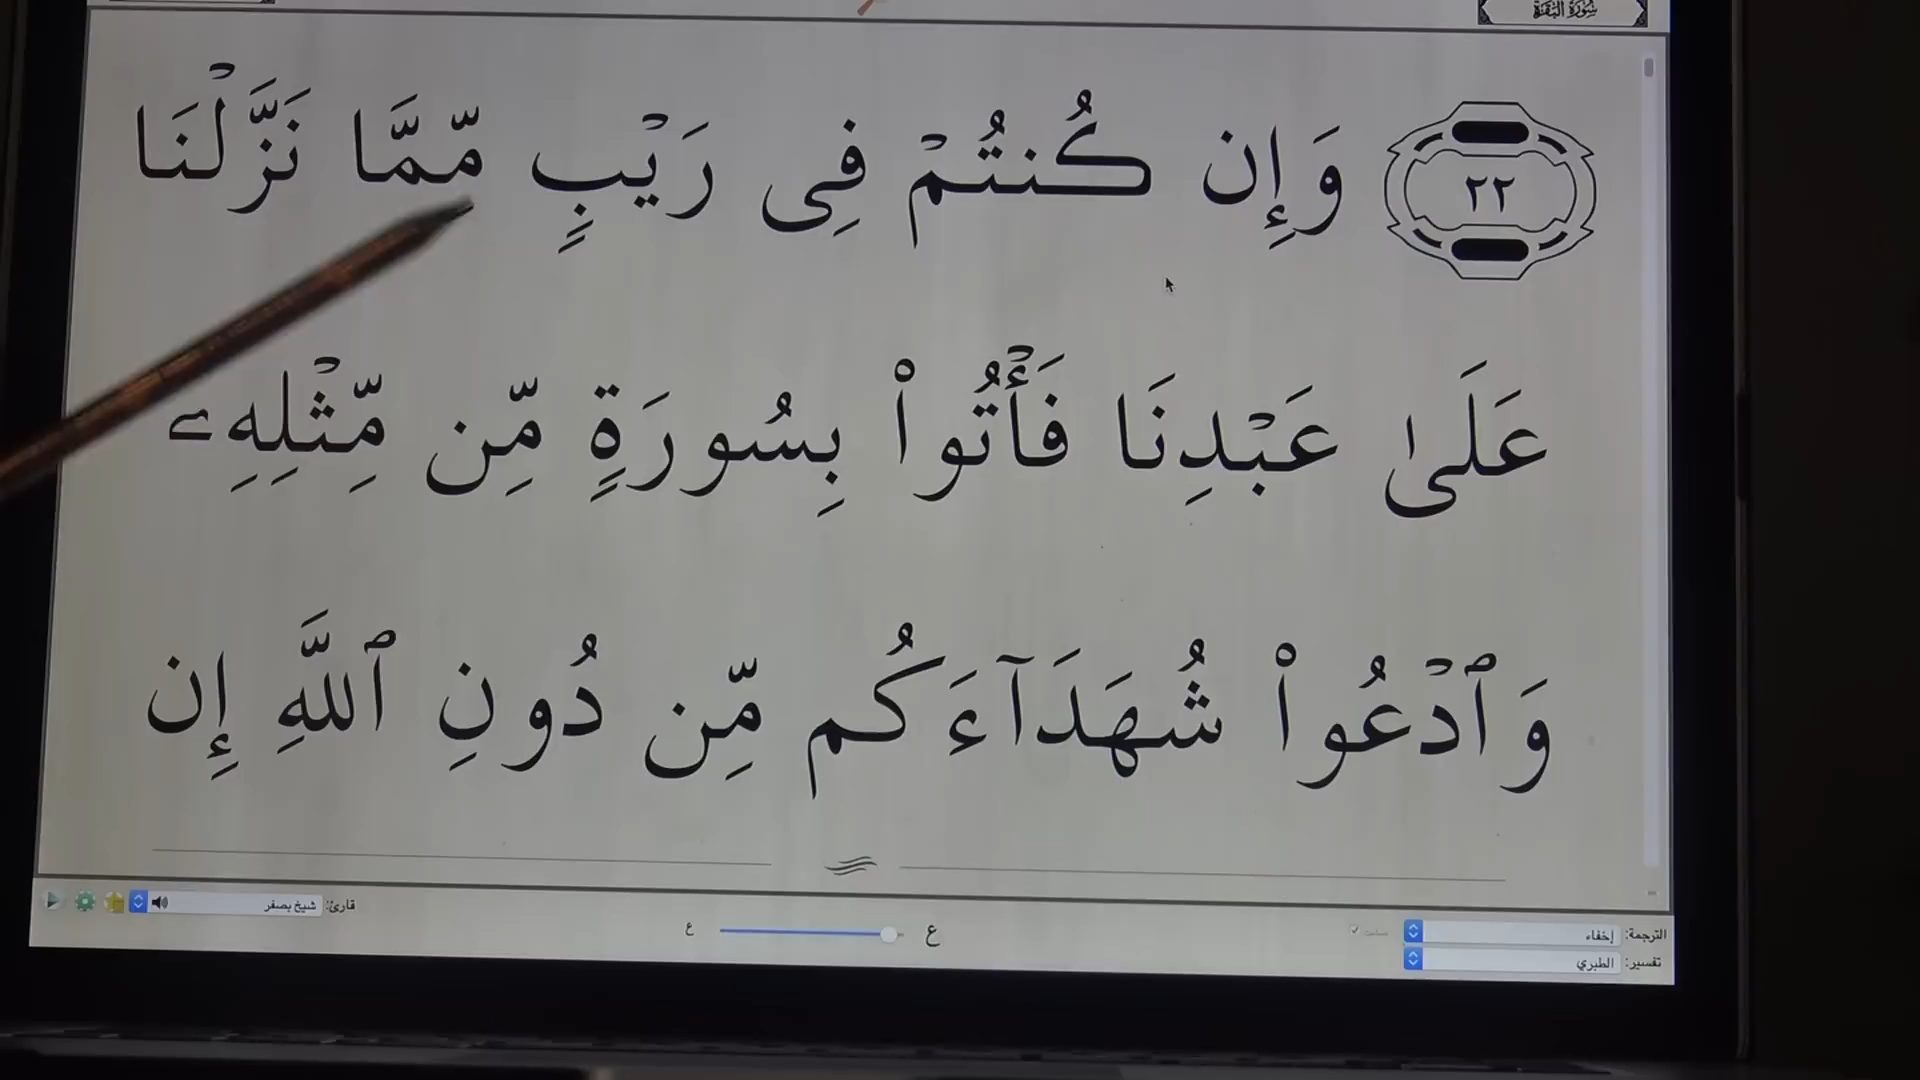 سُورَةُ البَقَرَةِ
٢٢ وَإِن كُنتُمۡ فِي رَيۡبٖ مِّمَّا نَزَّلۡنَا
عَلَىٰ عَبۡدِنَا فَأۡتُواْ بِسُورَةٖ مِّن مِّثۡلِهِۦ
وَٱدۡعُواْ شُهَدَآءَكُم مِّن دُونِ ٱللَّهِ إِن
قارئ: شيخ بصفر
ع ع
الترجمة: إخفاء
تفسير: الطبري